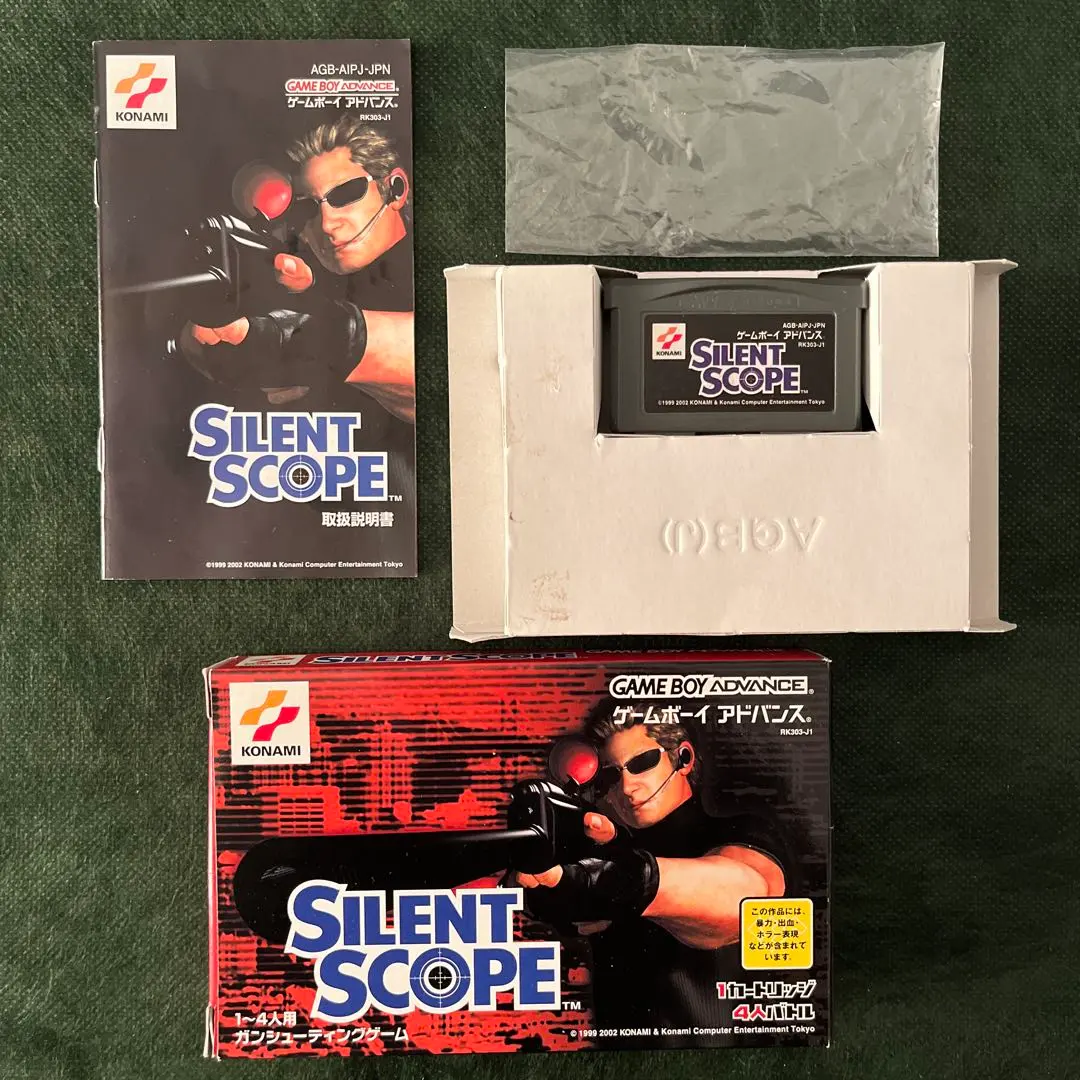 KONAMI
AGB-AIPJ-JPN
GAME BOY ADVANCE®
ゲームボーイ アドバンス®
RK303-J1
SILENT
SCOPE™
取扱説明書
©1999 2002 KONAMI & Konami Computer Entertainment Tokyo
KONAMI
AGB-AIPJ-JPN
ゲームボーイ アドバンス
RK303-J1
SILENT
SCOPE™
©1999 2002 KONAMI & Konami Computer Entertainment Tokyo
AGB(J)
SILENT SCOPE GAME BOY ADVANCE
KONAMI
GAME BOY ADVANCE®
ゲームボーイ アドバンス®
RK303-J1
SILENT
SCOPE™
この作品には、
暴力・出血・
ホラー表現
などが含まれて
います。
1カートリッジ
4人バトル
1~4人用
ガンシューティングゲーム
© 1999 2002 KONAMI & Konami Computer Entertainment Tokyo